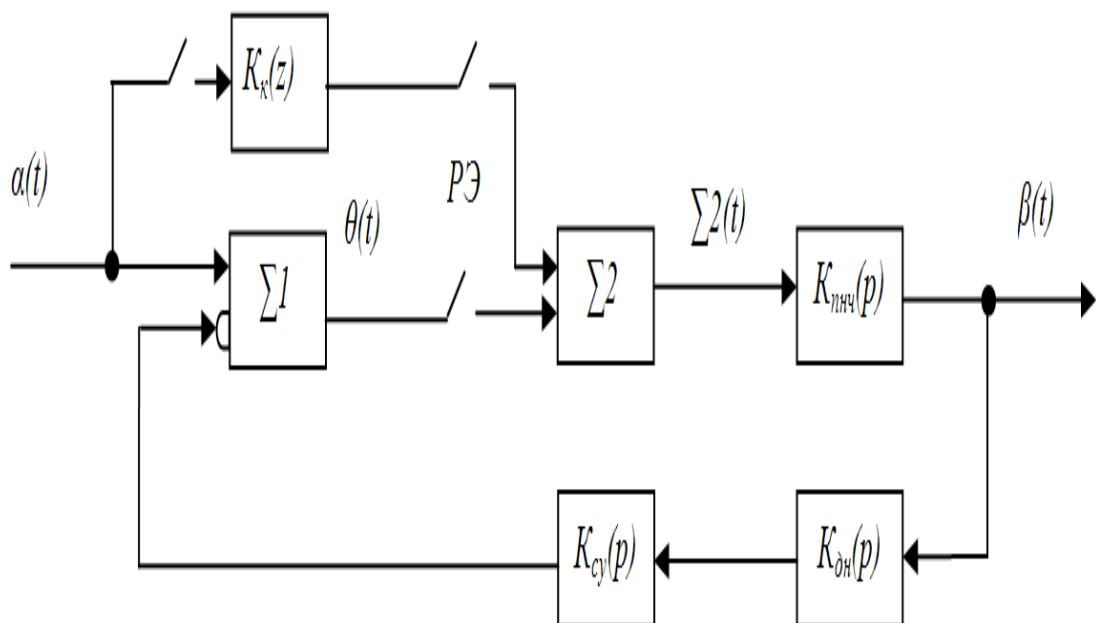 Kк(z)
α(t)
θ(t)
РЭ
∑1
∑2
∑2(t)
Kпнч(p)
β(t)
Kсу(p)
Kдн(p)